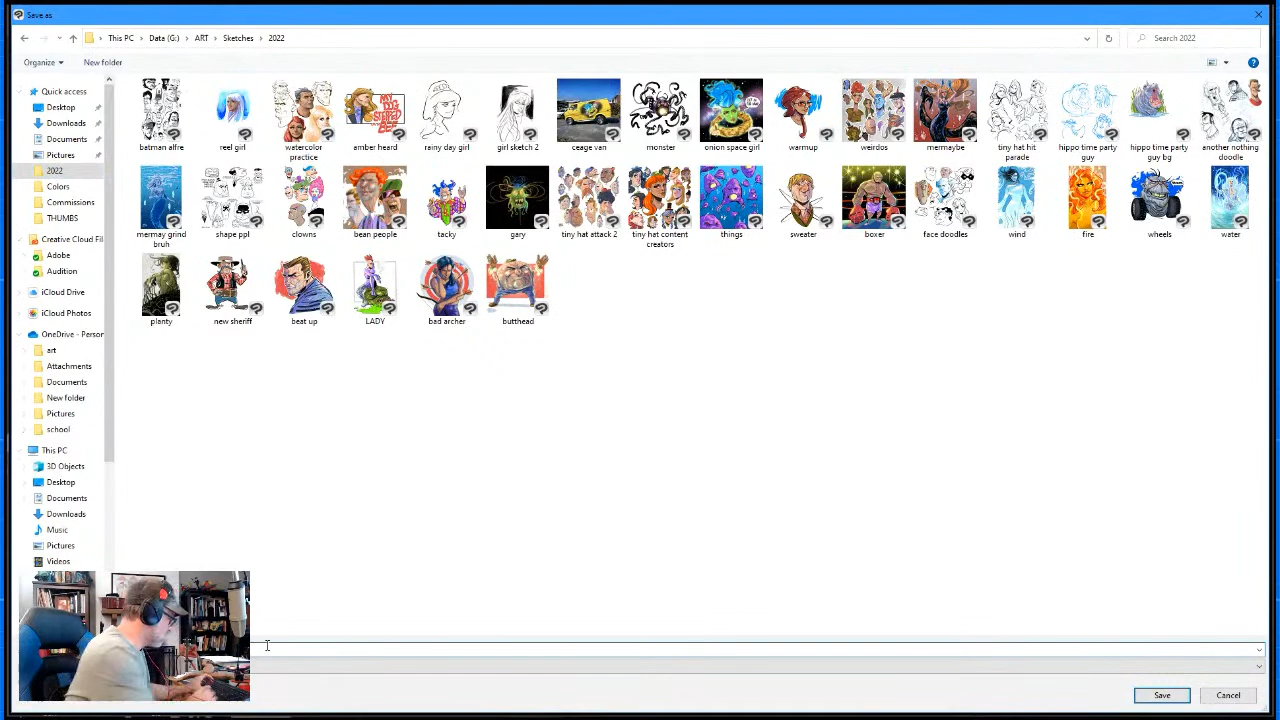 Save as
This PC
Data (G:)
ART
Sketches
2022
Search 2022
Organize
New folder
Quick access
Desktop
Downloads
Documents
Pictures
2022
Colors
Commissions
THUMBS
Creative Cloud Fil
Adobe
Audition
iCloud Drive
iCloud Photos
OneDrive - Person
art
Attachments
Documents
New folder
Pictures
school
This PC
3D Objects
Desktop
Documents
Downloads
Music
Pictures
Videos
batman alfre
reel girl
watercolor
practice
amber heard
rainy day girl
girl sketch 2
ceage van
monster
onion space girl
warmup
weirdos
mermaybe
tiny hat hit
parade
hippo time party
guy
hippo time party
guy bg
another nothing
doodle
mermay grind
bruh
shape ppl
clowns
bean people
tacky
gary
tiny hat attack 2
tiny hat content
creators
things
sweater
boxer
face doodles
wind
fire
wheels
water
planty
new sheriff
beat up
LADY
bad archer
butthead
MY
DOG
STEPPED
BEE
Save
Cancel